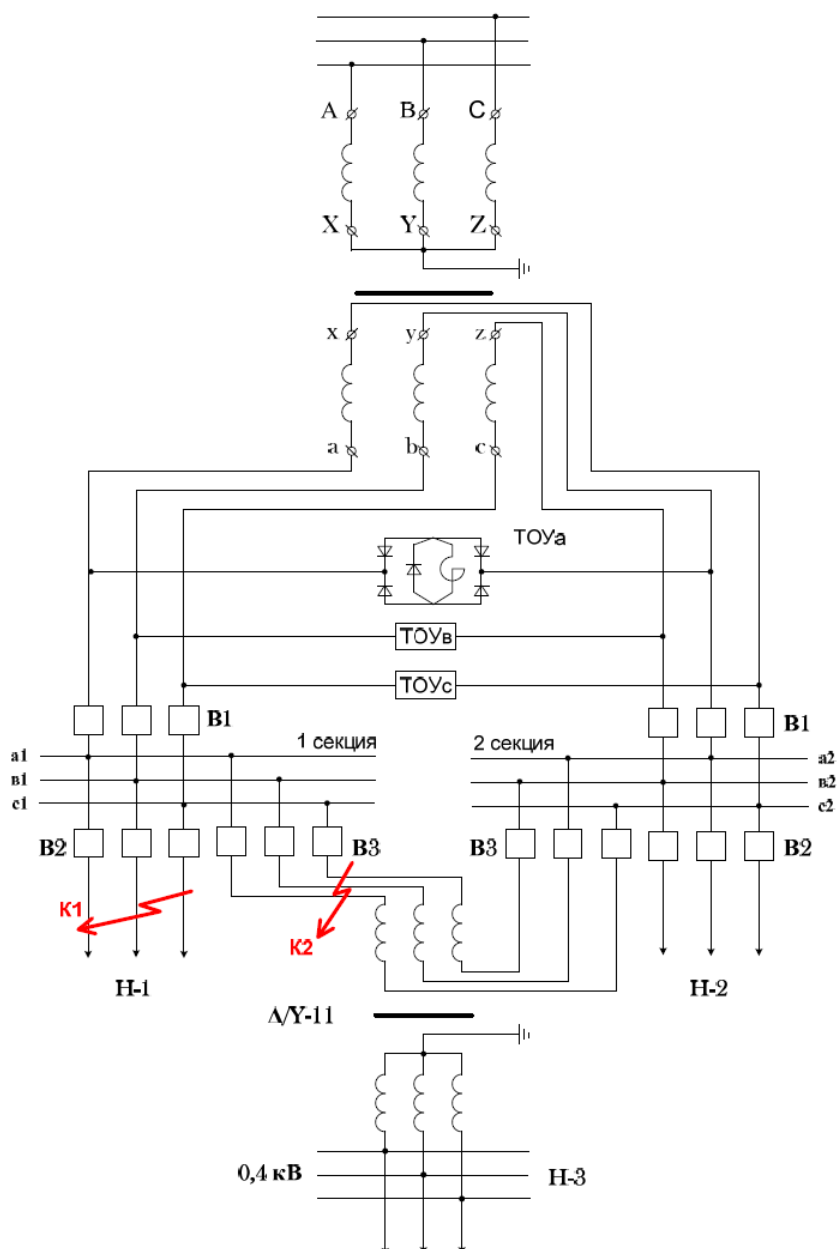 A B C
X Y Z
x y z
a b c
ТОУа
ТОУв
ТОУс
В1 В1
1 секция 2 секция
а1 а2
в1 в2
с1 с2
В2 В3 В3 В2
К1
К2
Н-1 Н-2
Δ/Y-11
0,4 кВ Н-3